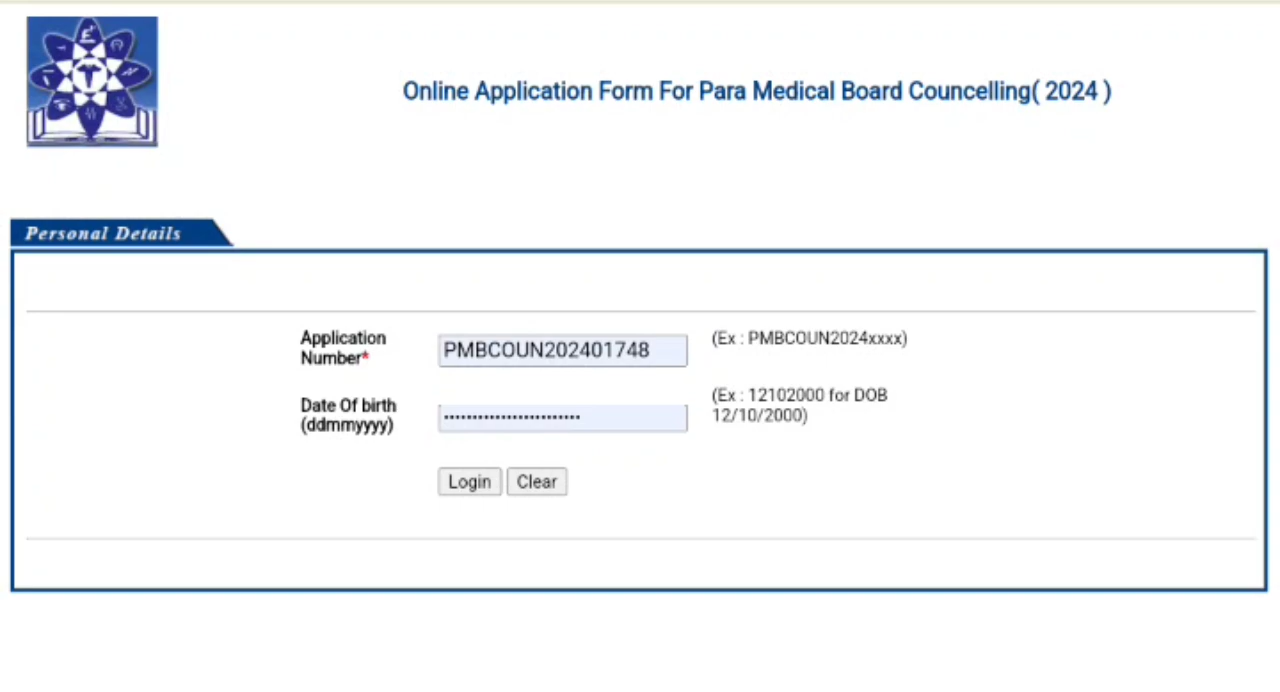 Online Application Form For Para Medical Board Councelling( 2024 )
Personal Details
Application
Number*
PMBCOUN202401748
(Ex : PMBCOUN2024xxxx)
Date Of birth
(ddmmyyyy)
(Ex : 12102000 for DOB
12/10/2000)
Login
Clear